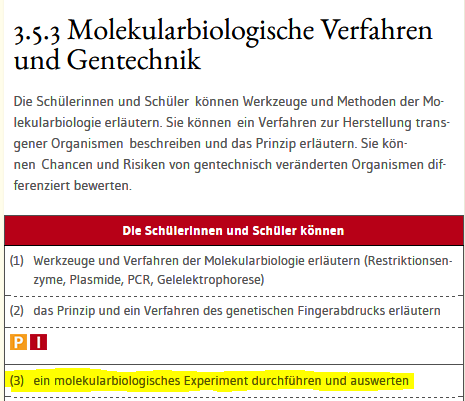 3.5.3 Molekularbiologische Verfahren
und Gentechnik
Die Schülerinnen und Schüler können Werkzeuge und Methoden der Mo-
lekularbiologie erläutern. Sie können ein Verfahren zur Herstellung trans-
gener Organismen beschreiben und das Prinzip erläutern. Sie kön-
nen Chancen und Risiken von gentechnisch veränderten Organismen dif-
ferenziert bewerten.
Die Schülerinnen und Schüler können
(1) Werkzeuge und Verfahren der Molekularbiologie erläutern (Restriktionsen-
zyme, Plasmide, PCR, Gelelektrophorese)
(2) das Prinzip und ein Verfahren des genetischen Fingerabdrucks erläutern
P I
(3) ein molekularbiologisches Experiment durchführen und auswerten